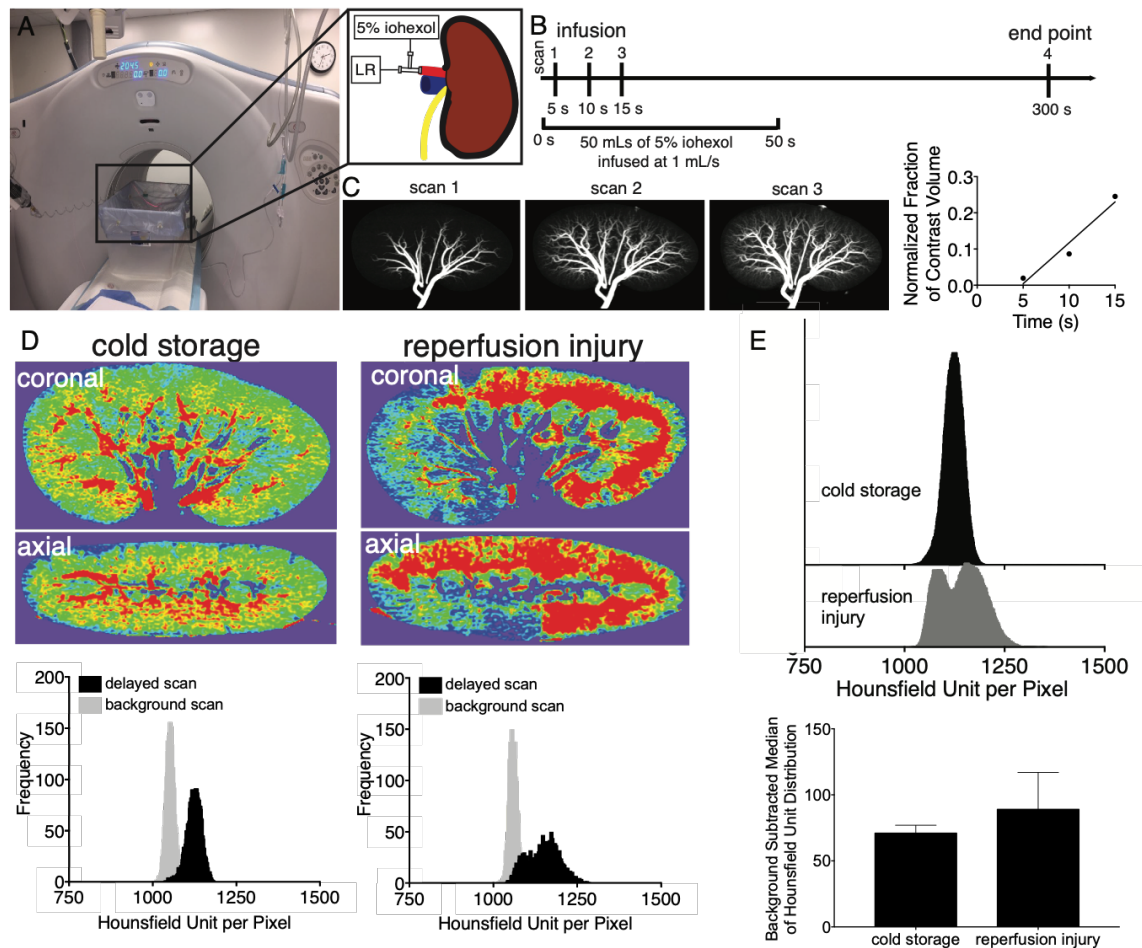 A
5% iohexol
LR
B
scan
infusion
1
2
3
5 s
10 s
15 s
end point
4
300 s
0 s
50 mLs of 5% iohexol
infused at 1 mL/s
50 s
C
scan 1
scan 2
scan 3
Normalized Fraction
of Contrast Volume
0.3
0.2
0.1
0.0
0
5
10
15
Time (s)
D
cold storage
coronal
axial
reperfusion injury
coronal
axial
200
150
100
50
0
Frequency
delayed scan
background scan
750
1000
1250
1500
Hounsfield Unit per Pixel
200
150
100
50
0
Frequency
delayed scan
background scan
750
1000
1250
1500
Hounsfield Unit per Pixel
E
cold storage
reperfusion
injury
750
1000
1250
1500
Hounsfield Unit per Pixel
Background Subtracted Median
of Hounsfield Unit Distribution
150
100
50
0
cold storage
reperfusion injury